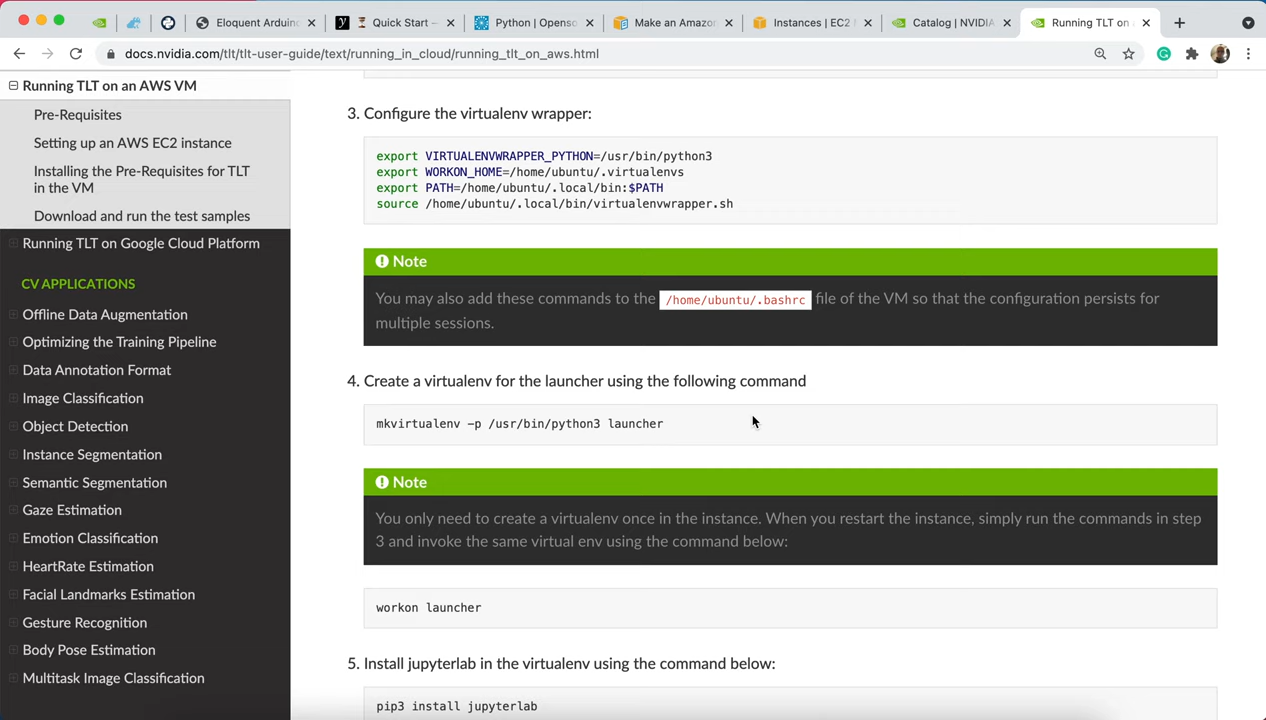 Eloquent Arduin
Quick Start –
Python | Openso
Make an Amazon
Instances | EC2 M
Catalog | NVIDIA
Running TLT on a
docs.nvidia.com/tlt/tlt-user-guide/text/running_in_cloud/running_tlt_on_aws.html
Running TLT on an AWS VM
Pre-Requisites
Setting up an AWS EC2 instance
Installing the Pre-Requisites for TLT
in the VM
Download and run the test samples
Running TLT on Google Cloud Platform
CV APPLICATIONS
Offline Data Augmentation
Optimizing the Training Pipeline
Data Annotation Format
Image Classification
Object Detection
Instance Segmentation
Semantic Segmentation
Gaze Estimation
Emotion Classification
HeartRate Estimation
Facial Landmarks Estimation
Gesture Recognition
Body Pose Estimation
Multitask Image Classification
3. Configure the virtualenv wrapper:
export VIRTUALENVWRAPPER_PYTHON=/usr/bin/python3
export WORKON_HOME=/home/ubuntu/.virtualenvs
export PATH=/home/ubuntu/.local/bin:$PATH
source /home/ubuntu/.local/bin/virtualenvwrapper.sh
Note
You may also add these commands to the /home/ubuntu/.bashrc file of the VM so that the configuration persists for
multiple sessions.
4. Create a virtualenv for the launcher using the following command
mkvirtualenv -p /usr/bin/python3 launcher
Note
You only need to create a virtualenv once in the instance. When you restart the instance, simply run the commands in step
3 and invoke the same virtual env using the command below:
workon launcher
5. Install jupyterlab in the virtualenv using the command below:
pip3 install jupyterlab